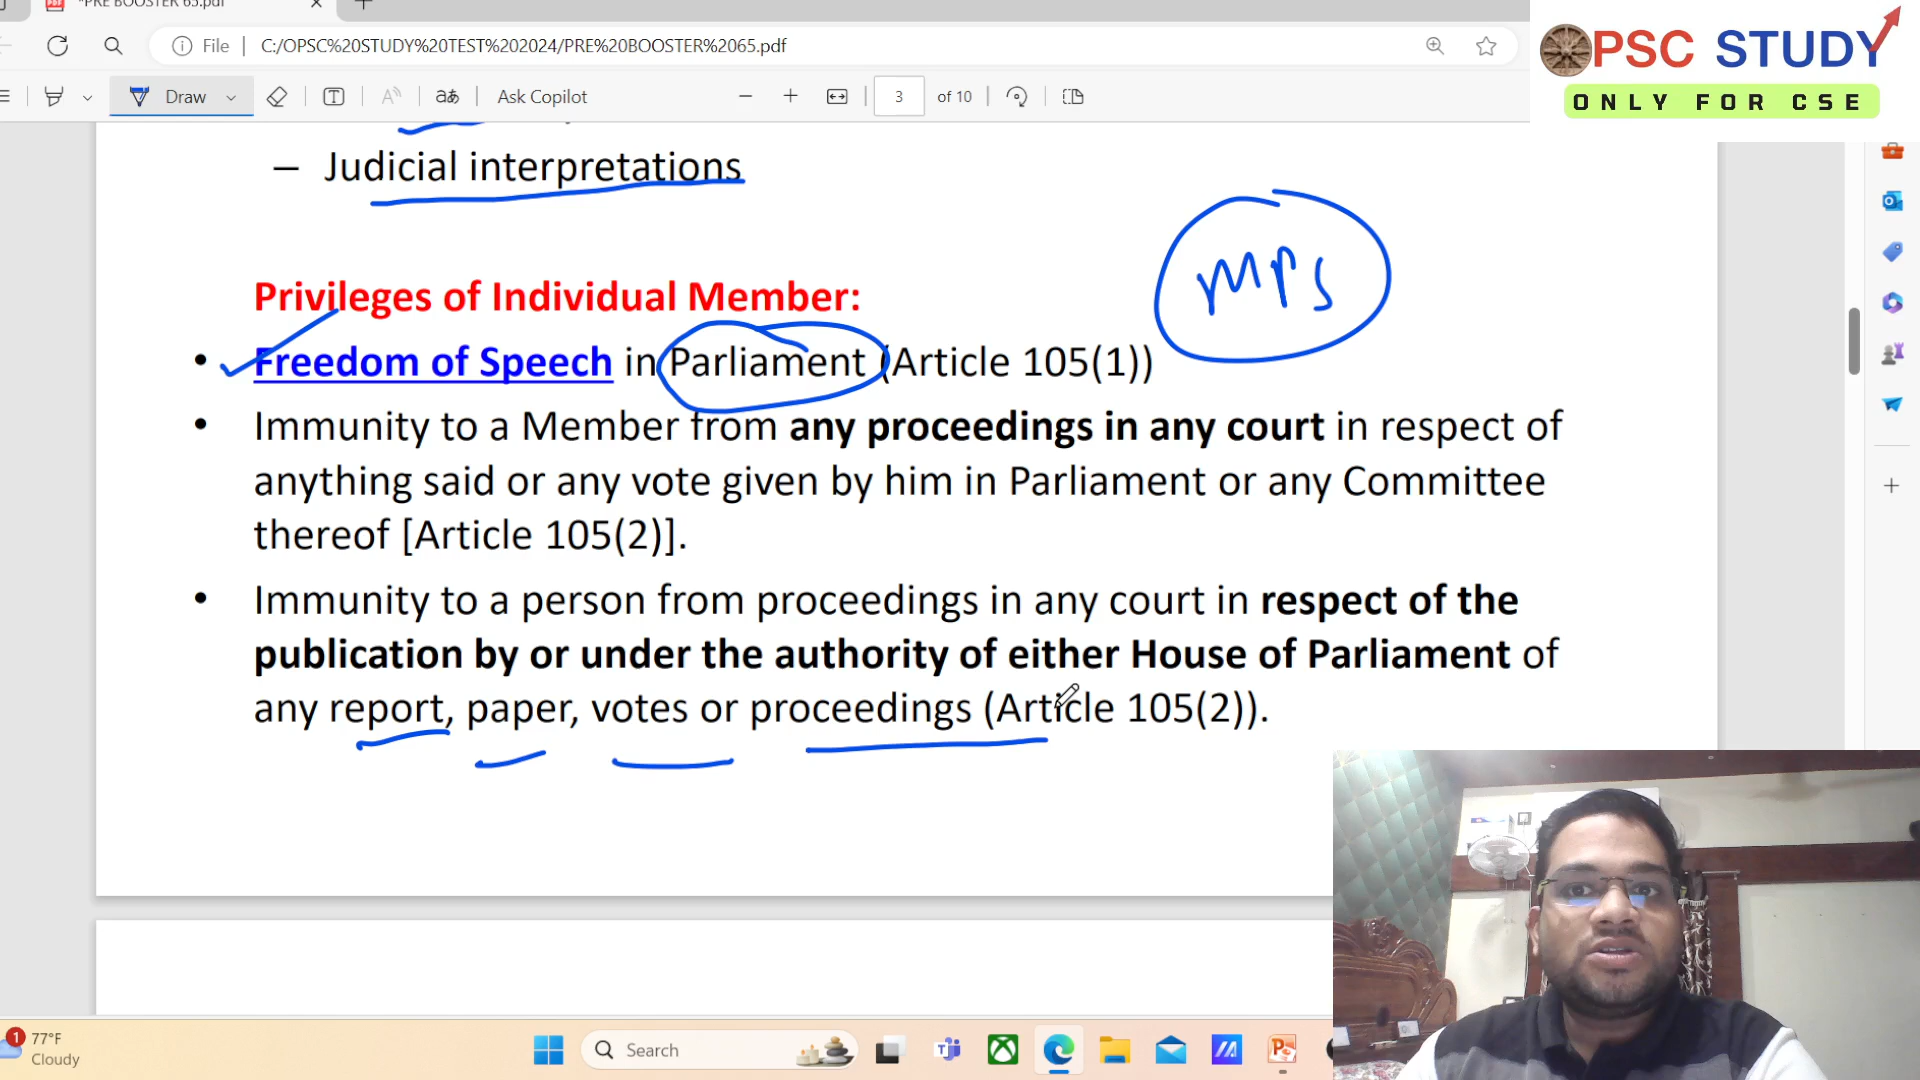 *PRE BOOSTER 65.pdf
PSC STUDY
ONLY FOR CSE
File
C:/OPSC%20STUDY%20TEST%202024/PRE%20BOOSTER%2065.pdf
Draw
Ask Copilot
3 of 10
– Judicial interpretations
MPs
Privileges of Individual Member:
• Freedom of Speech in Parliament (Article 105(1))
• Immunity to a Member from any proceedings in any court in respect of
anything said or any vote given by him in Parliament or any Committee
thereof [Article 105(2)].
• Immunity to a person from proceedings in any court in respect of the
publication by or under the authority of either House of Parliament of
any report, paper, votes or proceedings (Article 105(2)).
1
77°F
Cloudy
Search